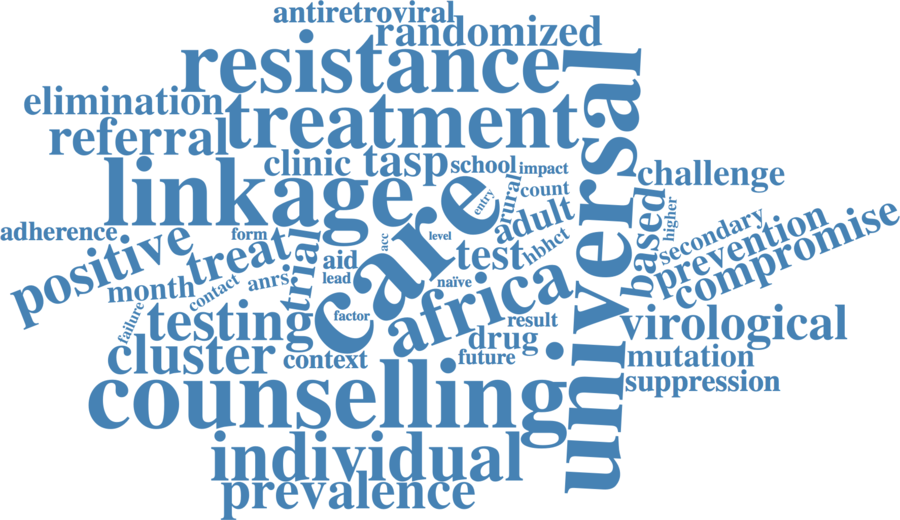 antiretroviral
randomized
resistance
universal
elimination
treatment
referral
clinic
tasp
school
impact
linkage
care
entry
rural
count
challenge
adherence
positive
form
treat
trial
acc
level
adult
hbhct
based
higher
secondary
prevention
compromise
month
contact
anrs
aid
lead
naïve
test
africa
failure
testing
factor
result
drug
future
virological
cluster
context
mutation
suppression
counselling
individual
prevalence